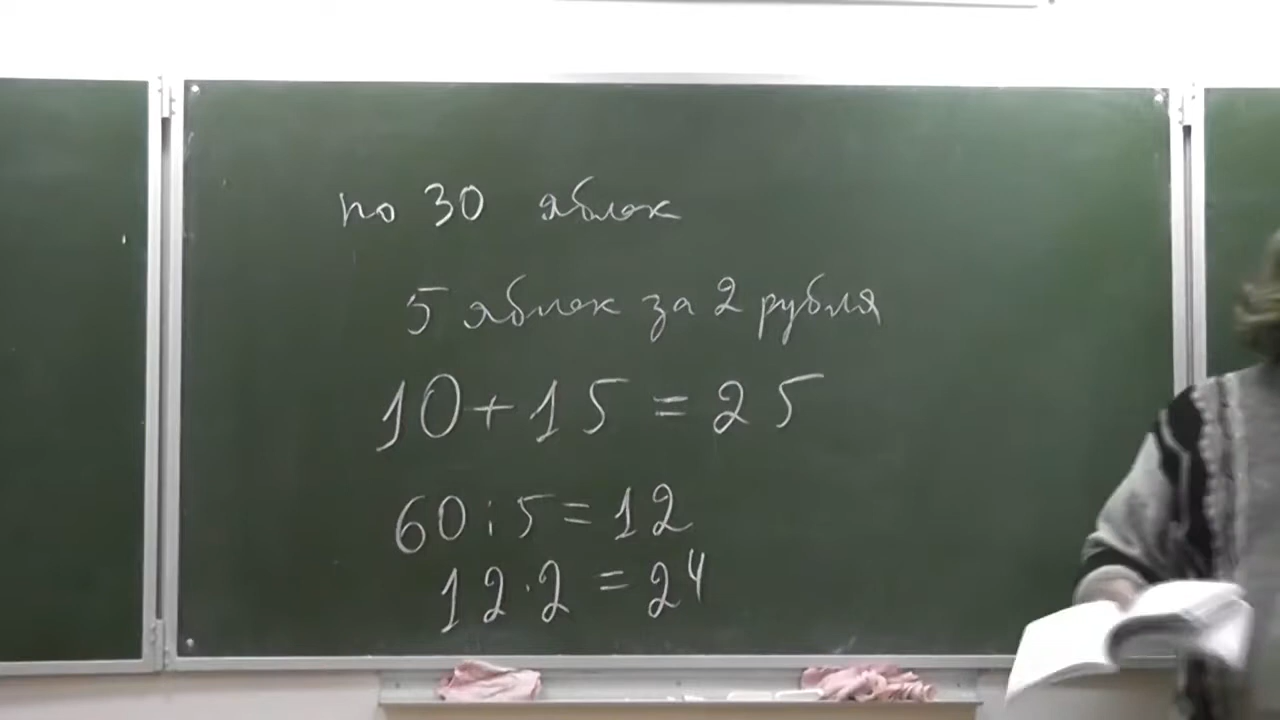 по 30 яблок
5 яблок за 2 рубля
10+15=25
60:5=12
12·2=24